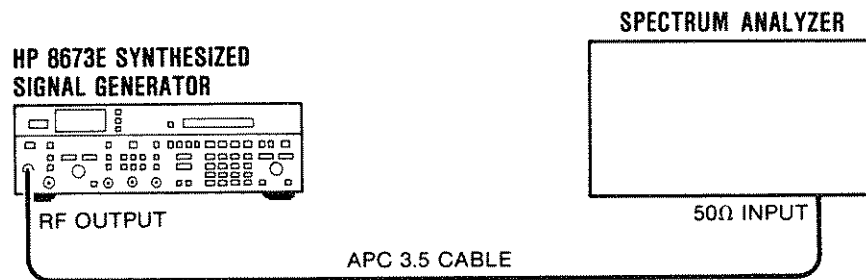 SPECTRUM ANALYZER
HP 8673E SYNTHESIZED
SIGNAL GENERATOR
RF OUTPUT
50Ω INPUT
APC 3.5 CABLE